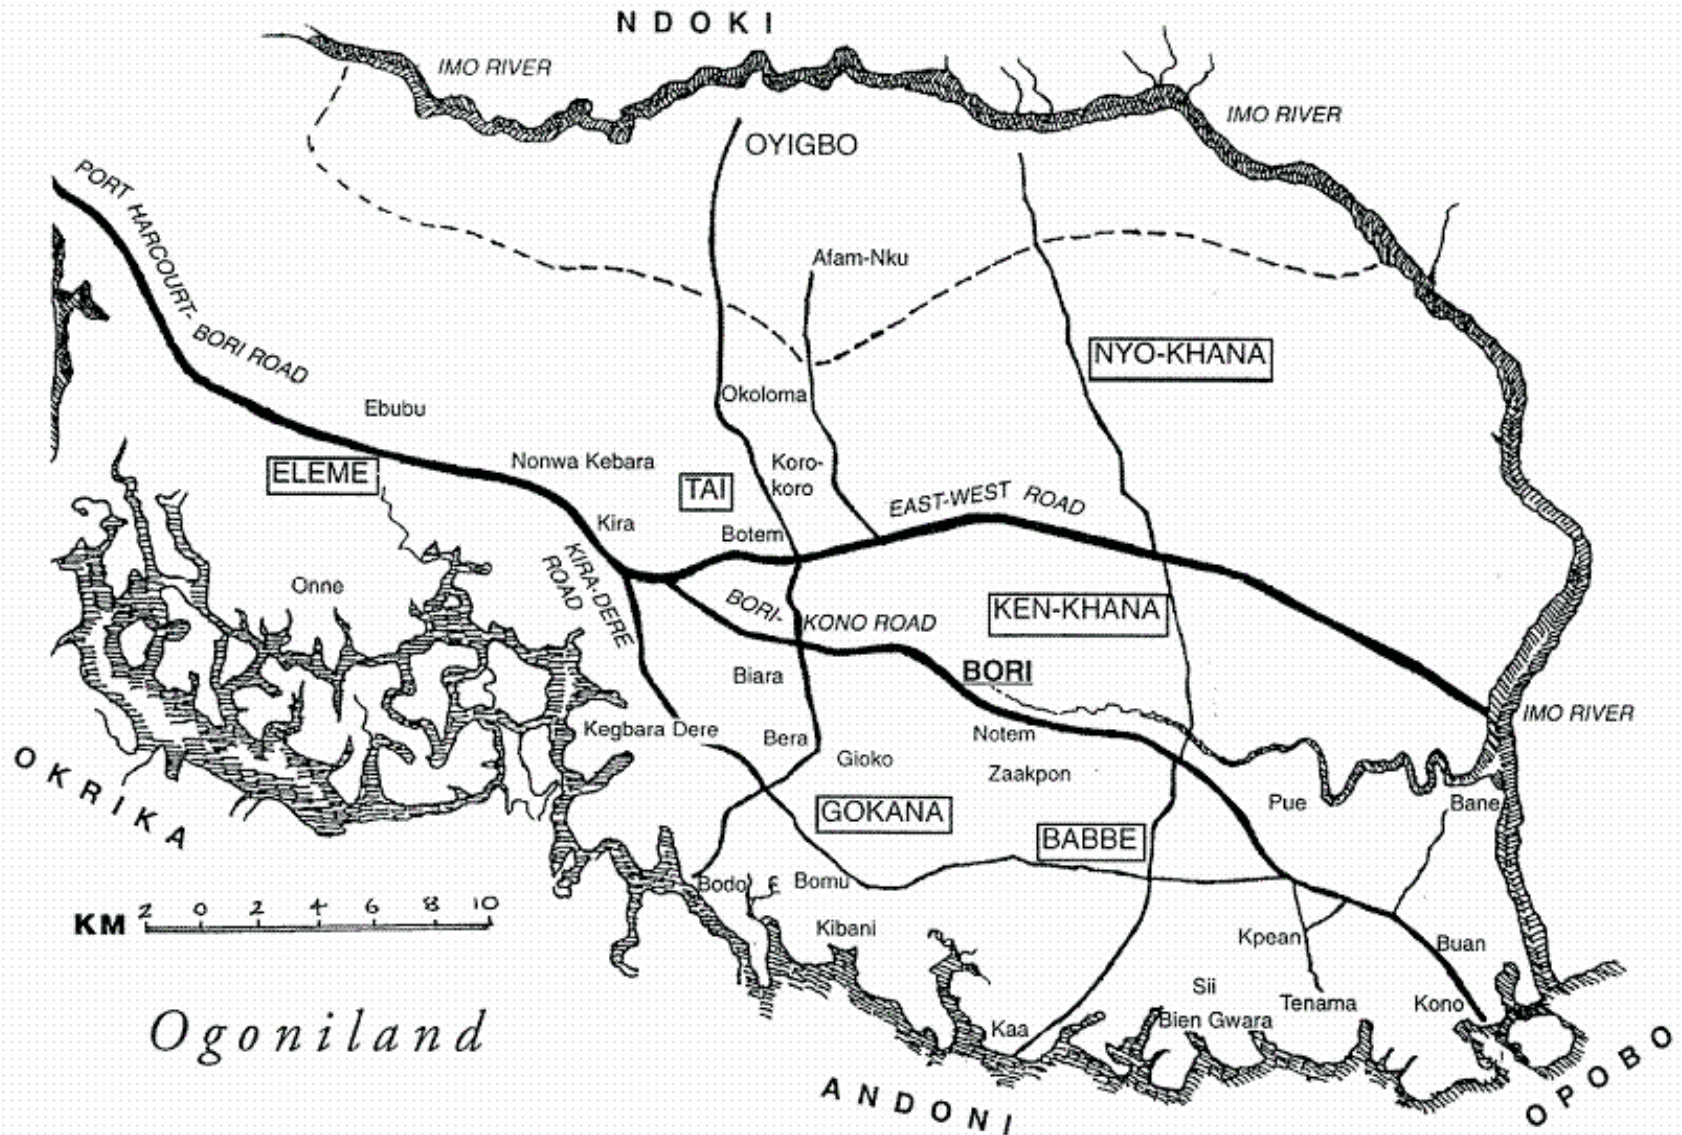 NDOKI
IMO RIVER
IMO RIVER
OYIGBO
PORT HARCOURT-
BORI ROAD
Afam-Nku
NYO-KHANA
Okoloma
Ebubu
Nonwa Kebara
ELEME
TAI
Koro-
koro
EAST-WEST ROAD
Kira
Botem
KIRA-DERE
ROAD
Onne
BORI-
KONO ROAD
KEN-KHANA
BORI
Biara
IMO RIVER
Kegbara Dere
Bera
Notem
Gioko
Zaakpon
OKRIKA
GOKANA
BABBE
Pue
Bane
Bodo
Bomu
KM 2 0 2 4 6 8 10
Kibani
Kpean
Buan
Sii
Tenama
Kono
Ogoniland
Kaa
Bien Gwara
ANDONI
OPOBO